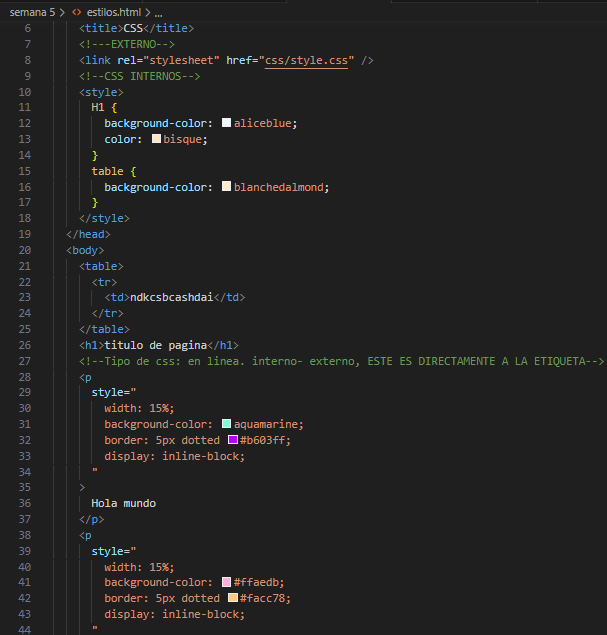 semana 5 > <> estilos.html > ...
6 <title>CSS</title>
7 <!---EXTERNO-->
8 <link rel="stylesheet" href="css/style.css" />
9 <!--CSS INTERNOS-->
10 <style>
11 H1 {
12 background-color: aliceblue;
13 color: bisque;
14 }
15 table {
16 background-color: blanchedalmond;
17 }
18 </style>
19 </head>
20 <body>
21 <table>
22 <tr>
23 <td>ndkcsbcashdai</td>
24 </tr>
25 </table>
26 <h1>titulo de pagina</h1>
27 <!--Tipo de css: en linea. interno- externo, ESTE ES DIRECTAMENTE A LA ETIQUETA-->
28 <p
29 style="
30 width: 15%;
31 background-color: aquamarine;
32 border: 5px dotted #b603ff;
33 display: inline-block;
34 "
35 >
36 Hola mundo
37 </p>
38 <p
39 style="
40 width: 15%;
41 background-color: #ffaedb;
42 border: 5px dotted #facc78;
43 display: inline-block;
44 "